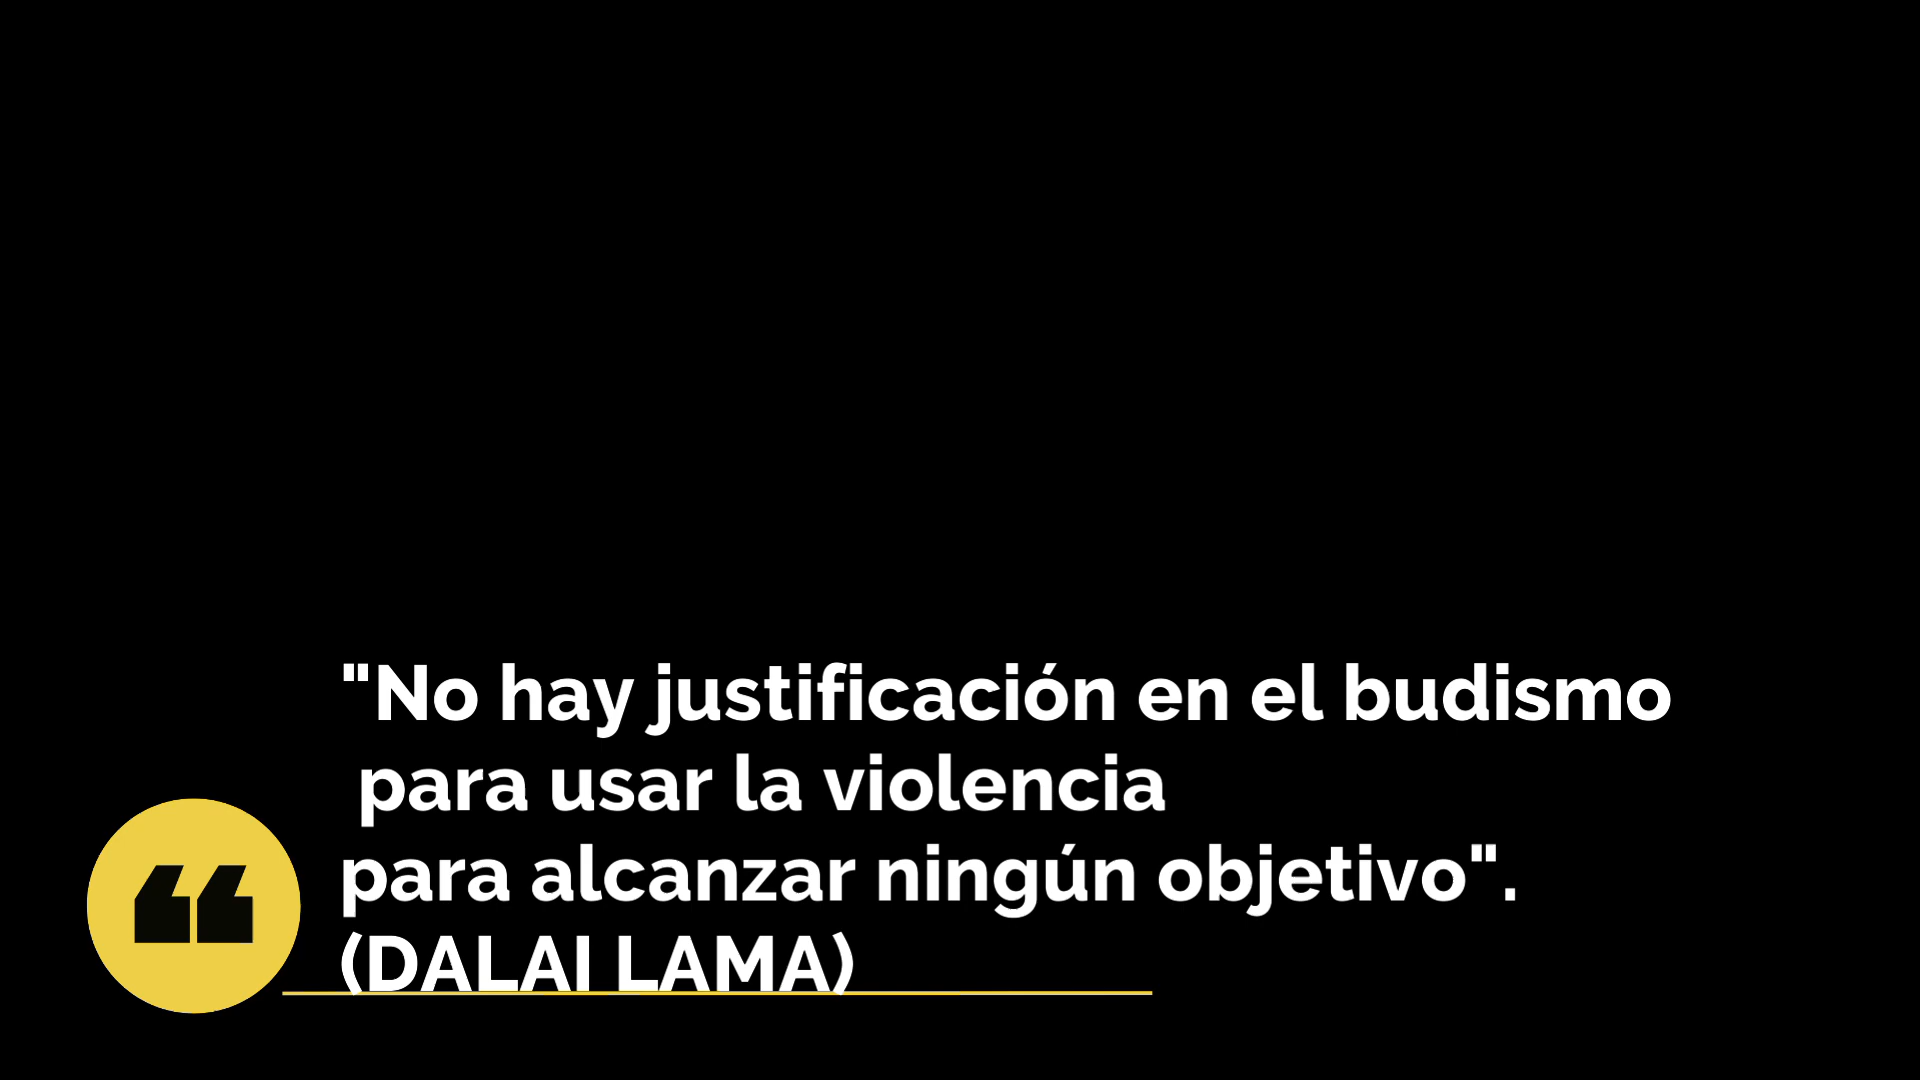 "No hay justificación en el budismo
para usar la violencia
para alcanzar ningún objetivo".
(DALAI LAMA)